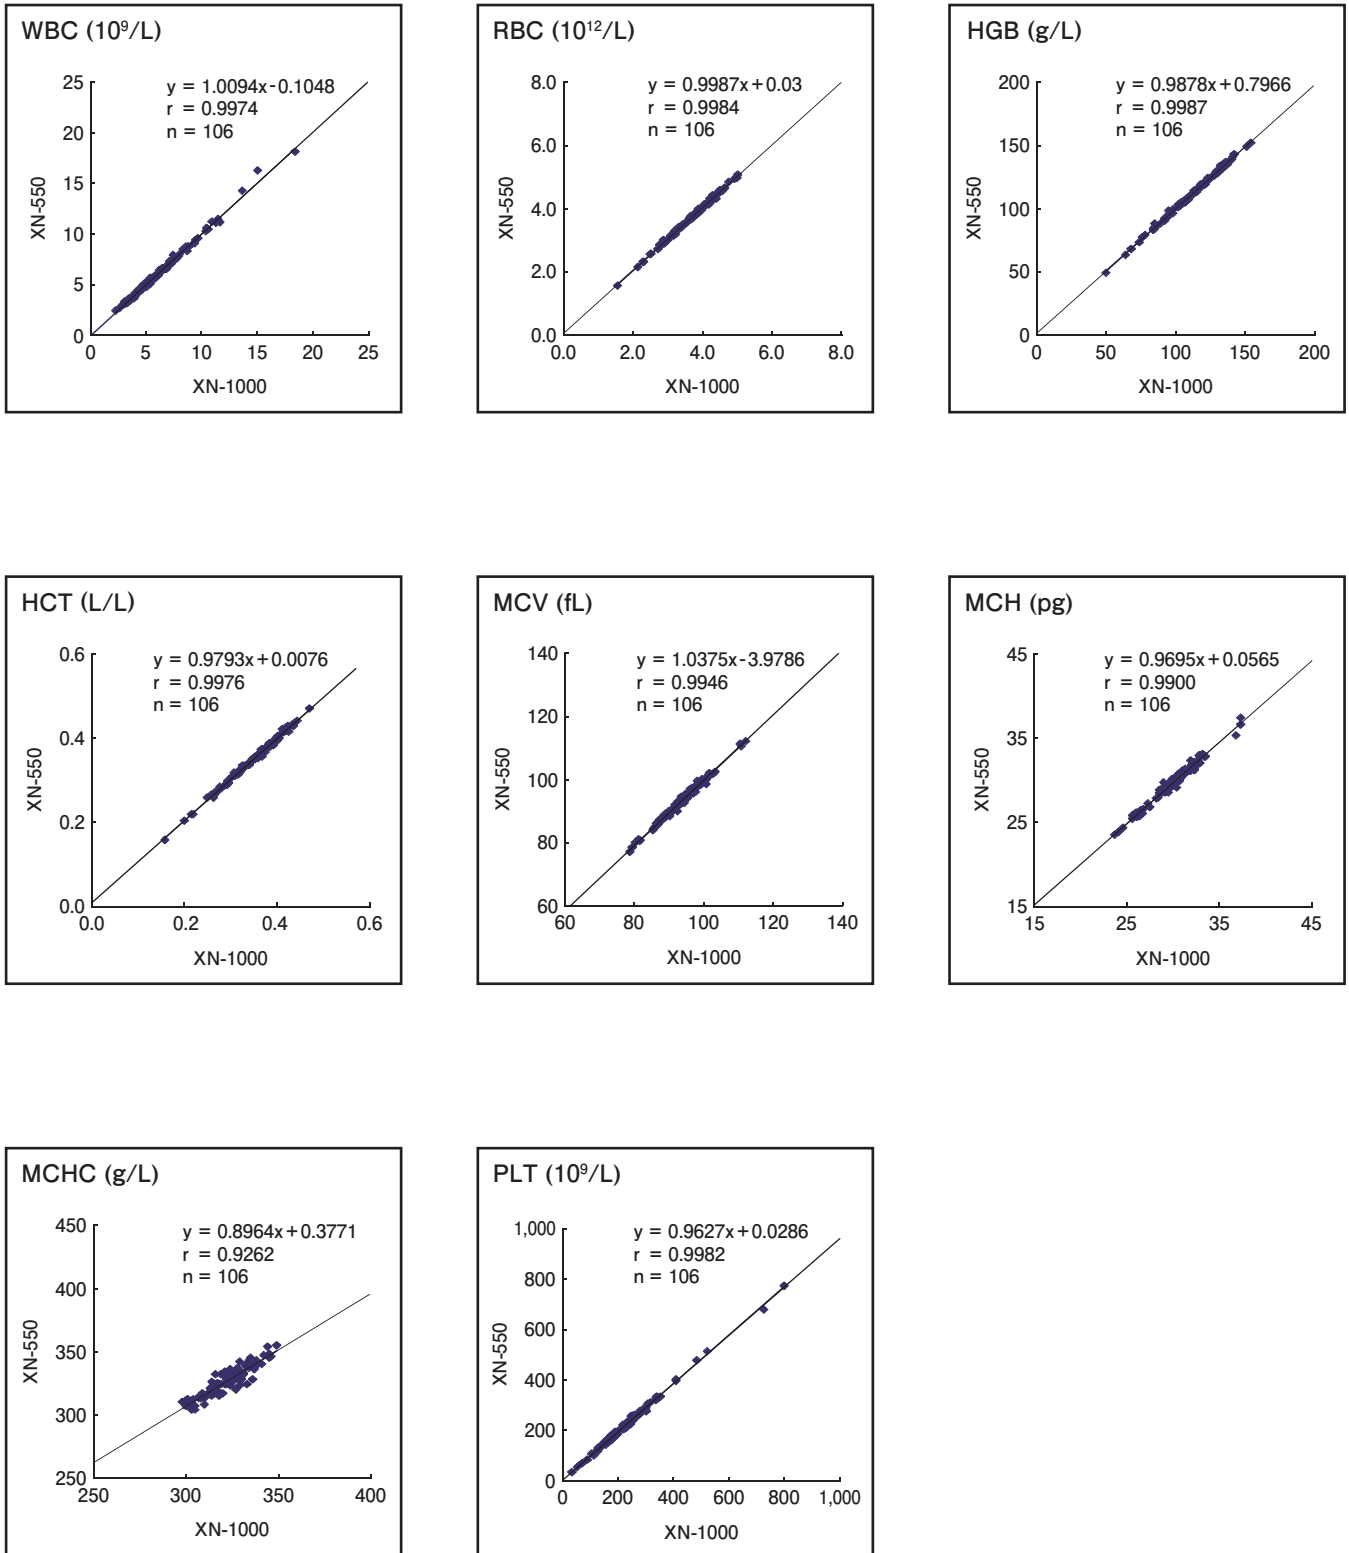 WBC (10⁹/L)
y = 1.0094x-0.1048
r = 0.9974
n = 106
25
20
15
10
5
0
XN-550
0 5 10 15 20 25
XN-1000
RBC (10¹²/L)
y = 0.9987x+0.03
r = 0.9984
n = 106
8.0
6.0
4.0
2.0
0.0
XN-550
0.0 2.0 4.0 6.0 8.0
XN-1000
HGB (g/L)
y = 0.9878x+0.7966
r = 0.9987
n = 106
200
150
100
50
0
XN-550
0 50 100 150 200
XN-1000
HCT (L/L)
y = 0.9793x+0.0076
r = 0.9976
n = 106
0.6
0.4
0.2
0.0
XN-550
0.0 0.2 0.4 0.6
XN-1000
MCV (fL)
y = 1.0375x-3.9786
r = 0.9946
n = 106
140
120
100
80
60
XN-550
60 80 100 120 140
XN-1000
MCH (pg)
y = 0.9695x+0.0565
r = 0.9900
n = 106
45
35
25
15
XN-550
15 25 35 45
XN-1000
MCHC (g/L)
y = 0.8964x+0.3771
r = 0.9262
n = 106
450
400
350
300
250
XN-550
250 300 350 400
XN-1000
PLT (10⁹/L)
y = 0.9627x+0.0286
r = 0.9982
n = 106
1,000
800
600
400
200
0
XN-550
0 200 400 600 800 1,000
XN-1000